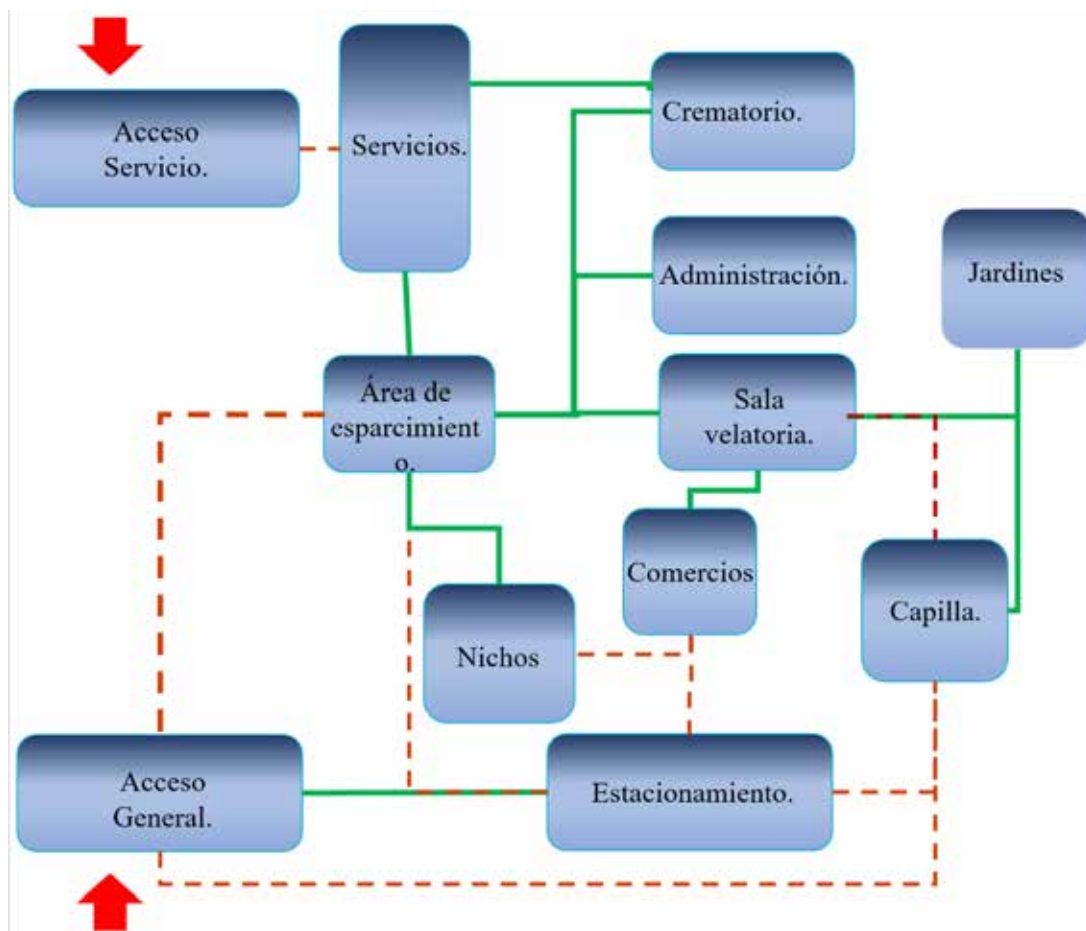 Acceso
Servicio.
Servicios.
Crematorio.
Administración.
Jardines
Área de
esparcimient
o.
Sala
velatoria.
Comercios
Capilla.
Nichos
Acceso
General.
Estacionamiento.